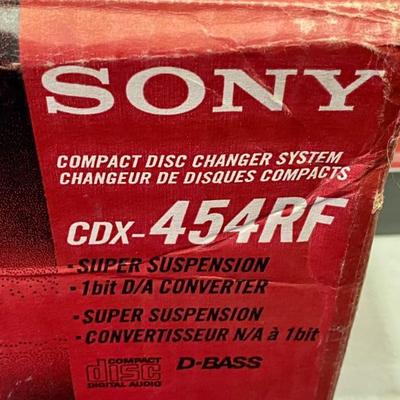 SONY
COMPACT DISC CHANGER SYSTEM
CHANGEUR DE DISQUES COMPACTS
CDX-454RF
- SUPER SUSPENSION
- 1bit D/A CONVERTER
- SUPER SUSPENSION
- CONVERTISSEUR N/A à 1bit
COMPACT disc DIGITAL AUDIO D-BASS